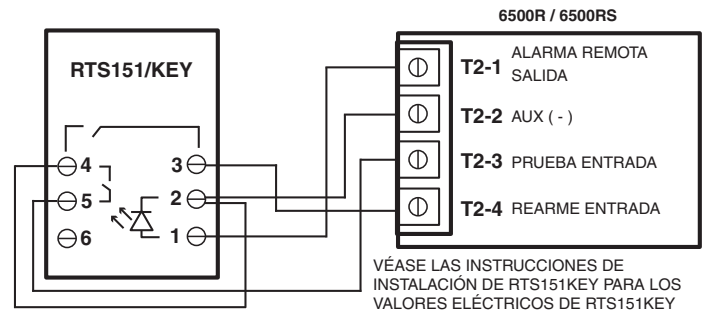 6500R / 6500RS
RTS151/KEY
4
5
6
3
2
1
T2-1 ALARMA REMOTA
SALIDA
T2-2 AUX ( - )
T2-3 PRUEBA ENTRADA
T2-4 REARME ENTRADA
VÉASE LAS INSTRUCCIONES DE
INSTALACIÓN DE RTS151KEY PARA LOS
VALORES ELÉCTRICOS DE RTS151KEY